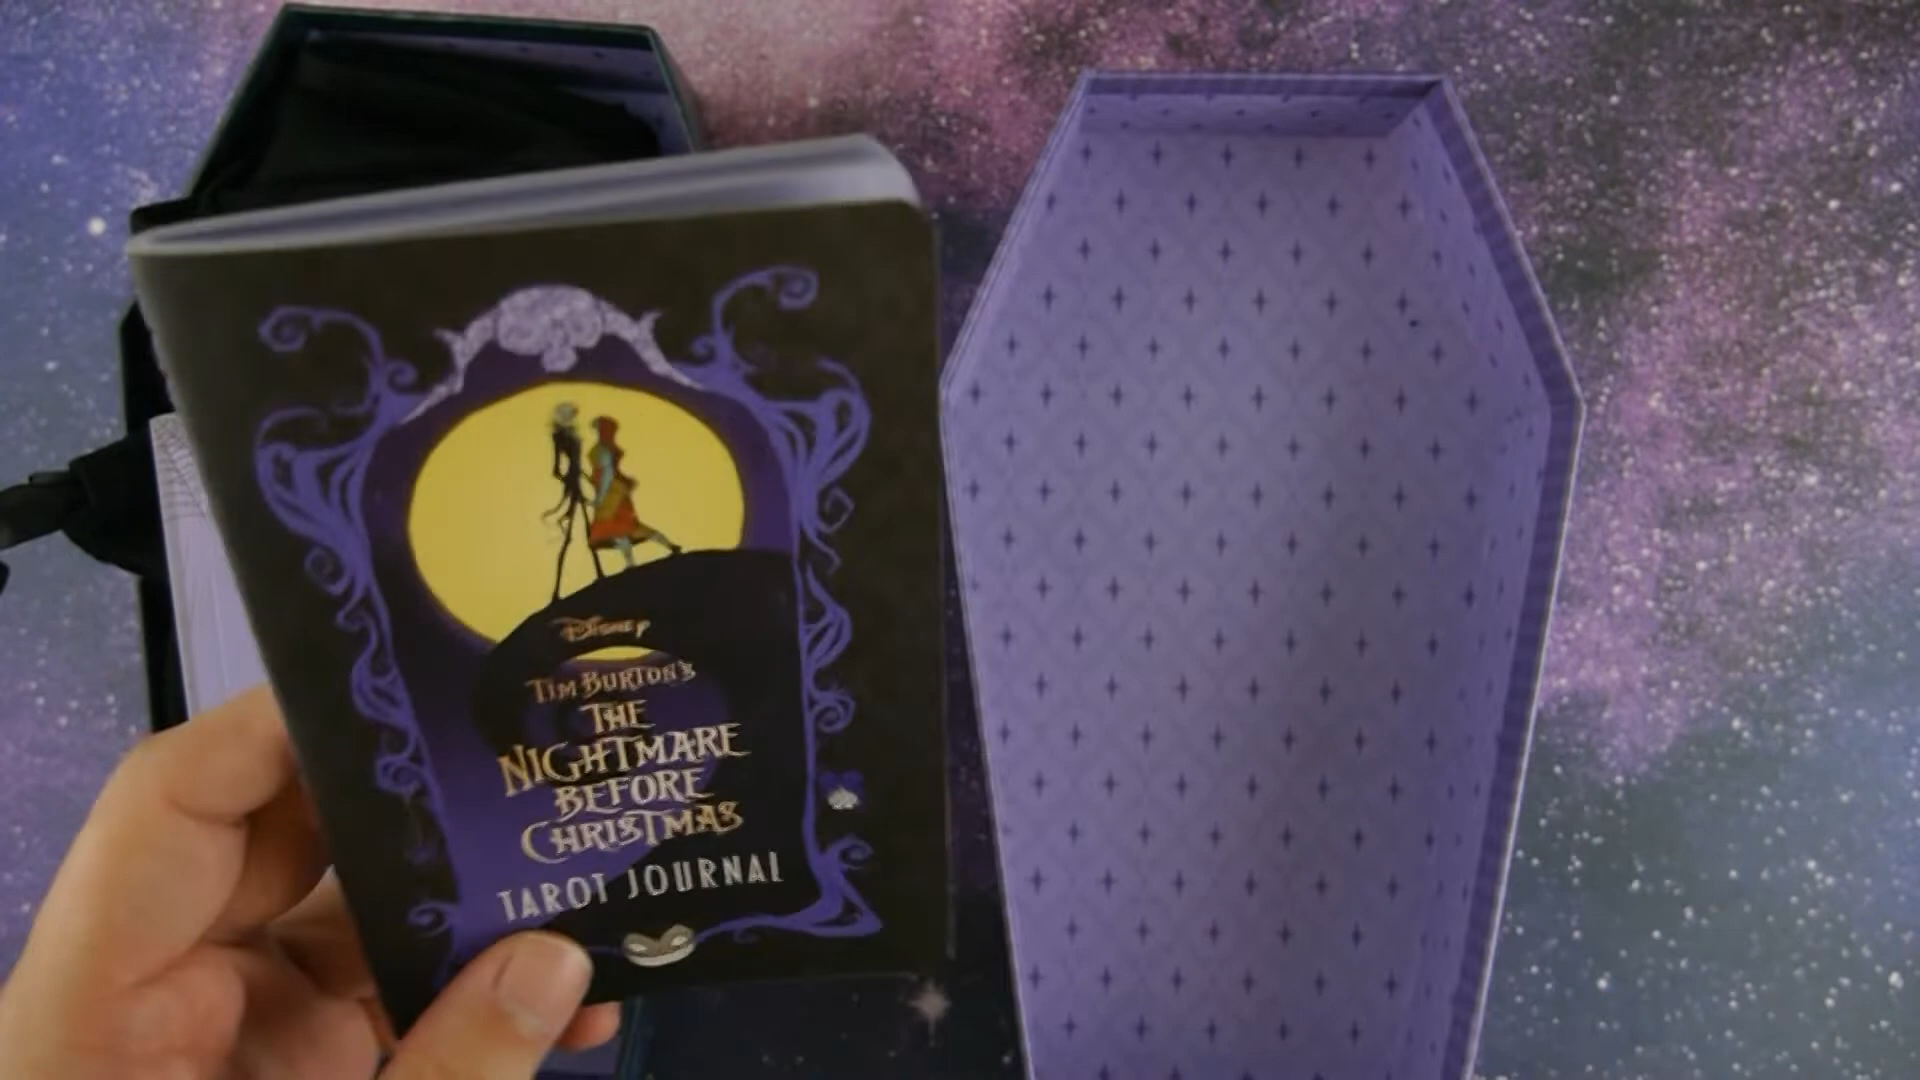 Disney
TIM BURTON'S
THE
NIGHTMARE
BEFORE
CHRISTMAS
TAROT JOURNAL